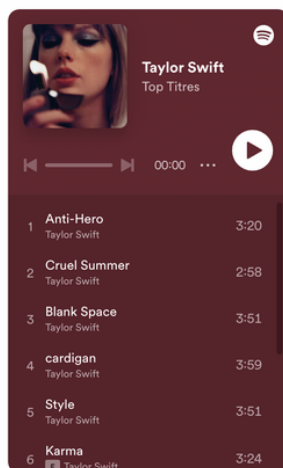 Taylor Swift
Top Titres
00:00
1 Anti-Hero 3:20
Taylor Swift
2 Cruel Summer 2:58
Taylor Swift
3 Blank Space 3:51
Taylor Swift
4 cardigan 3:59
Taylor Swift
5 Style 3:51
Taylor Swift
6 Karma 3:24
E Taylor Swift